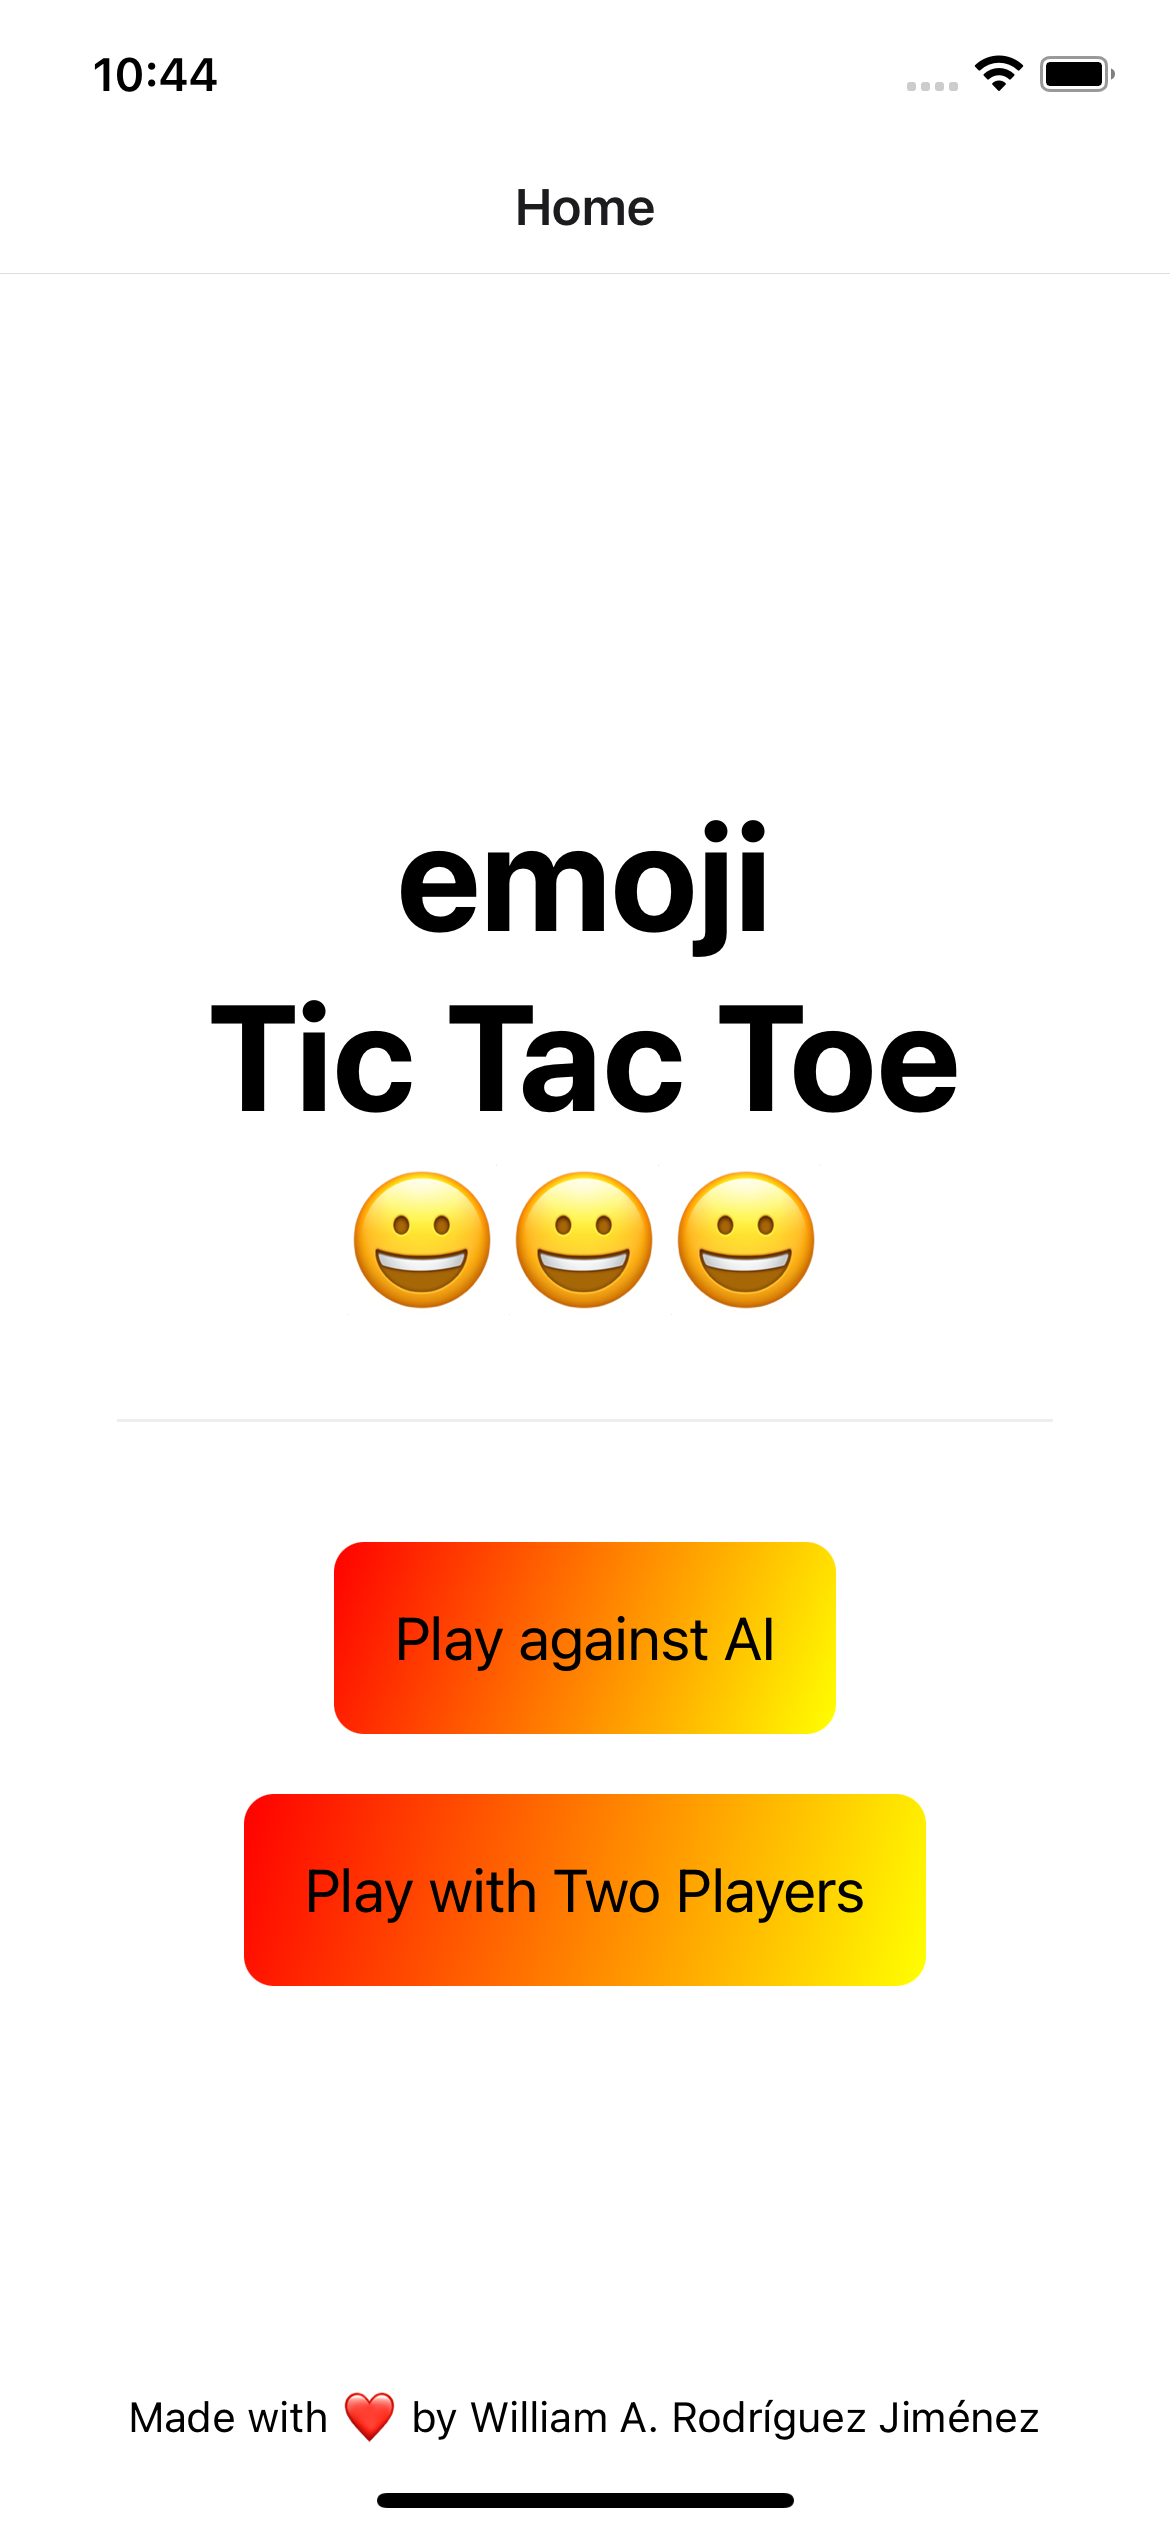 10:44
Home
emoji
Tic Tac Toe
😀😀😀
Play against AI
Play with Two Players
Made with ❤️ by William A. Rodríguez Jiménez